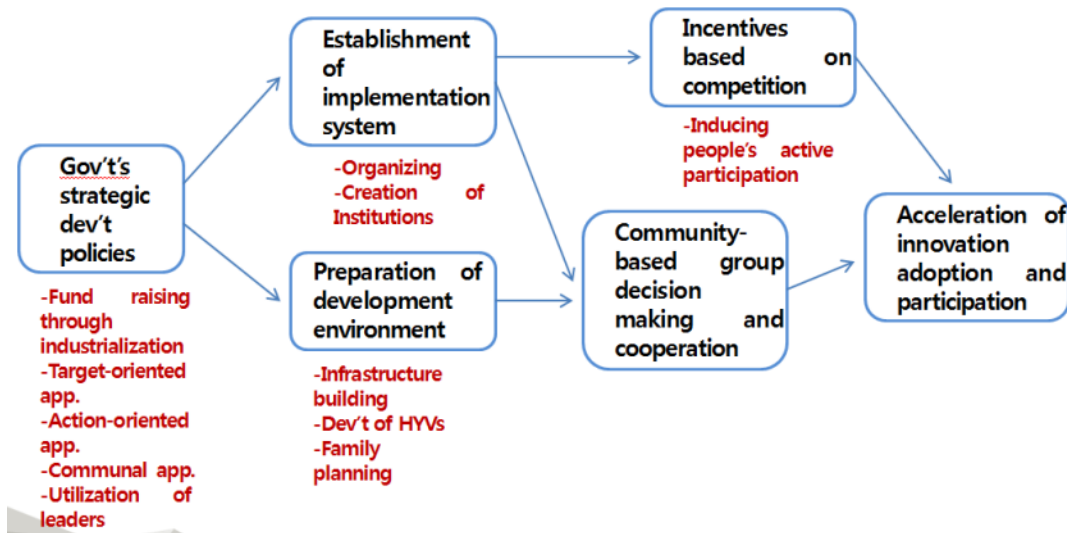 Gov't's
strategic
dev't
policies
-Fund raising
through
industrialization
-Target-oriented
app.
-Action-oriented
app.
-Communal app.
-Utilization of
leaders
Establishment
of
implementation
system
-Organizing
-Creation of
Institutions
Preparation of
development
environment
-Infrastructure
building
-Dev't of HYVs
-Family
planning
Incentives
based on
competition
-Inducing
people's active
participation
Community-
based group
decision
making and
cooperation
Acceleration of
innovation
adoption and
participation